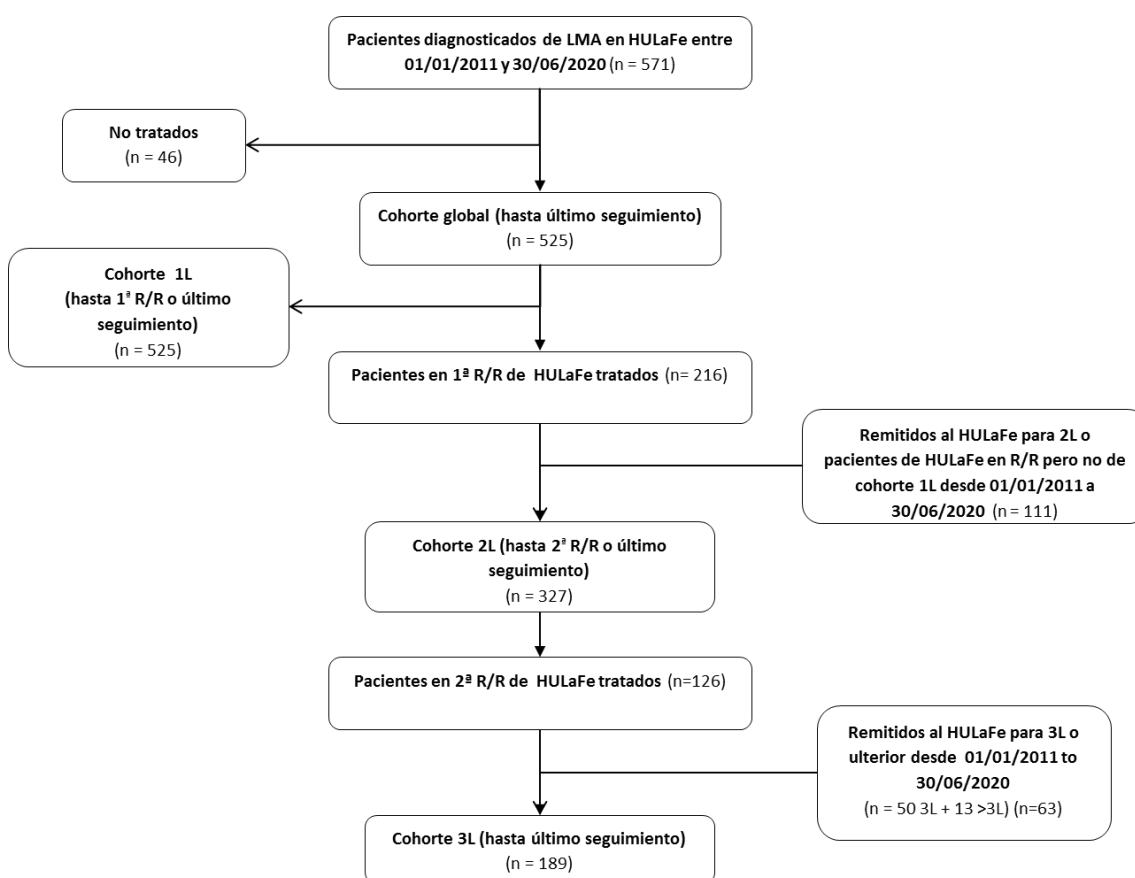 Pacientes diagnosticados de LMA en HULaFe entre
01/01/2011 y 30/06/2020 (n = 571)
No tratados
(n = 46)
Cohorte global (hasta último seguimiento)
(n = 525)
Cohorte 1L
(hasta 1ª R/R o último
seguimiento)
(n = 525)
Pacientes en 1ª R/R de HULaFe tratados (n= 216)
Remitidos al HULaFe para 2L o
pacientes de HULaFe en R/R pero no de
cohorte 1L desde 01/01/2011 a
30/06/2020 (n = 111)
Cohorte 2L (hasta 2ª R/R o último
seguimiento)
(n = 327)
Pacientes en 2ª R/R de HULaFe tratados (n=126)
Remitidos al HULaFe para 3L o
ulterior desde 01/01/2011 to
30/06/2020
(n = 50 3L + 13 >3L) (n=63)
Cohorte 3L (hasta último seguimiento)
(n = 189)